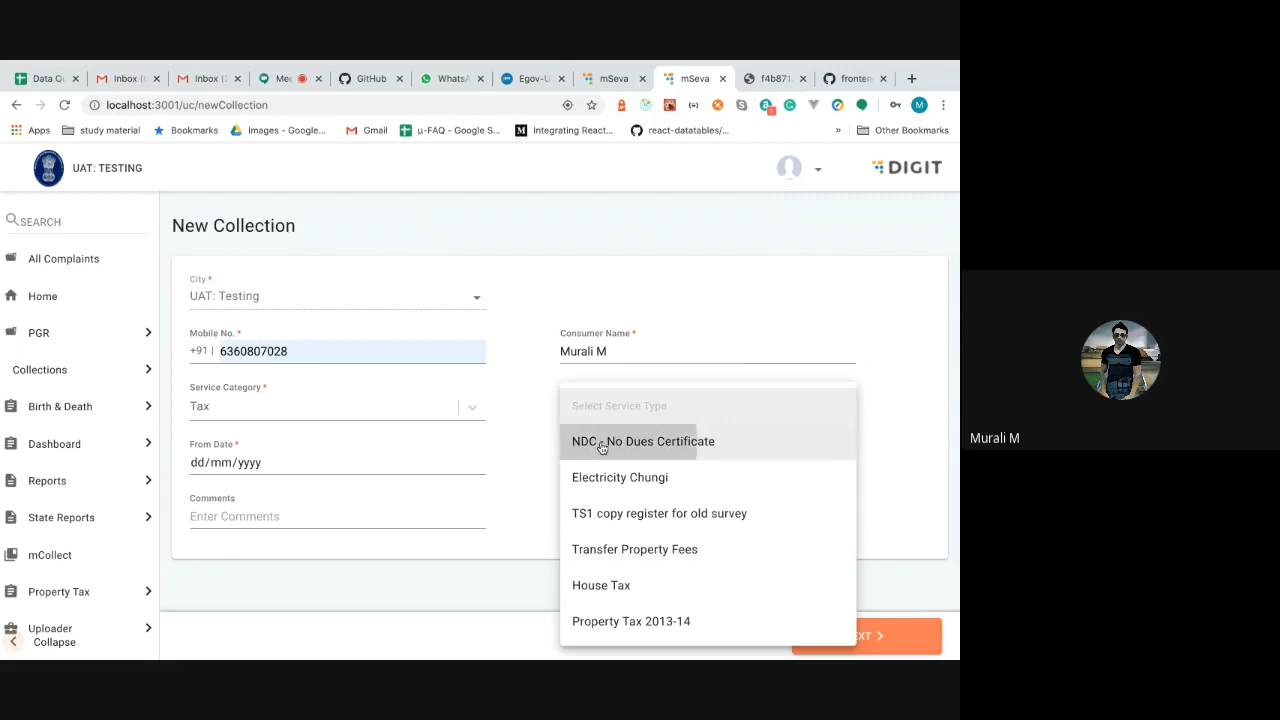 Data Qu
Inbox (
Inbox (
Mee
GitHub
WhatsA
Egov-U
mSeva
mSeva
f4b871
fronten
localhost:3001/uc/newCollection
Apps
study material
Bookmarks
Images - Google...
Gmail
μ-FAQ - Google S...
Integrating React...
react-datatables/...
»
Other Bookmarks
UAT: TESTING
DIGIT
SEARCH
New Collection
All Complaints
Home
PGR
Collections
Birth & Death
Dashboard
Reports
State Reports
mCollect
Property Tax
Uploader
Collapse
City *
UAT: Testing
Mobile No. *
+91 | 6360807028
Consumer Name *
Murali M
Service Category *
Tax
From Date *
dd/mm/yyyy
Comments
Enter Comments
Select Service Type
NDC - No Dues Certificate
Electricity Chungi
TS1 copy register for old survey
Transfer Property Fees
House Tax
Property Tax 2013-14
XT
Murali M